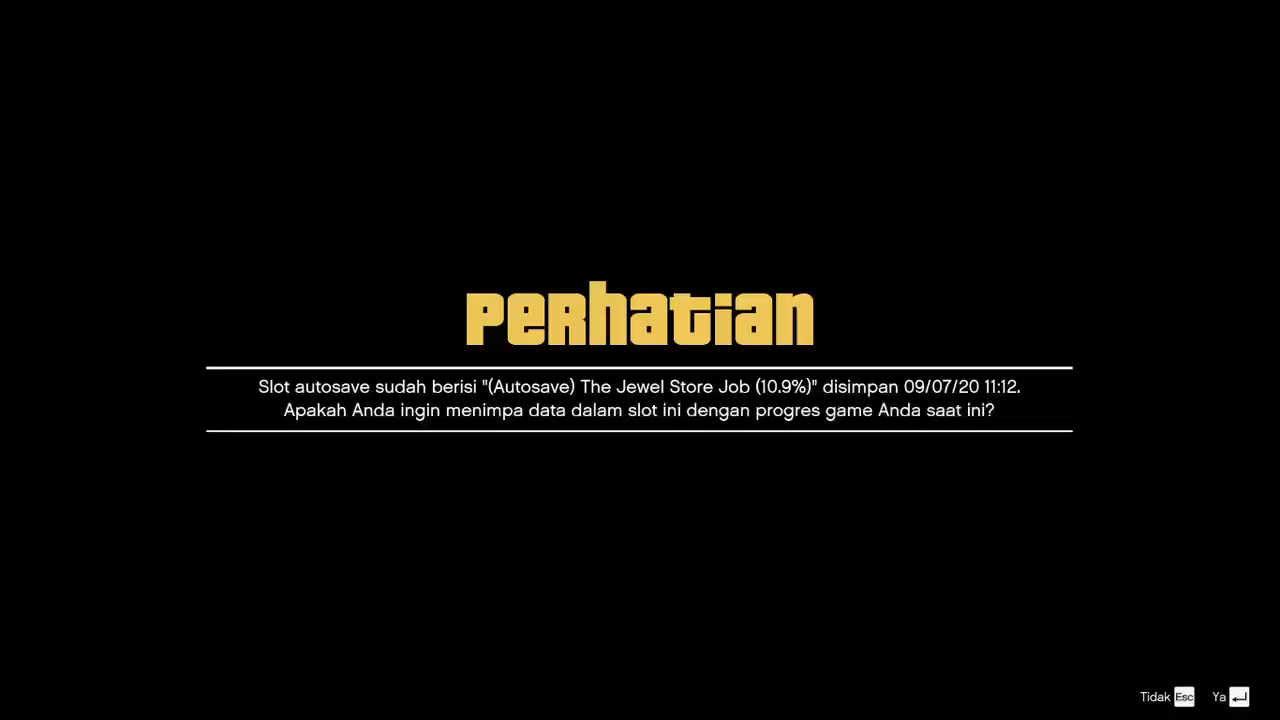 Perhatian
Slot autosave sudah berisi "(Autosave) The Jewel Store Job (10.9%)" disimpan 09/07/20 11:12.
Apakah Anda ingin menimpa data dalam slot ini dengan progres game Anda saat ini?
Tidak Esc Ya